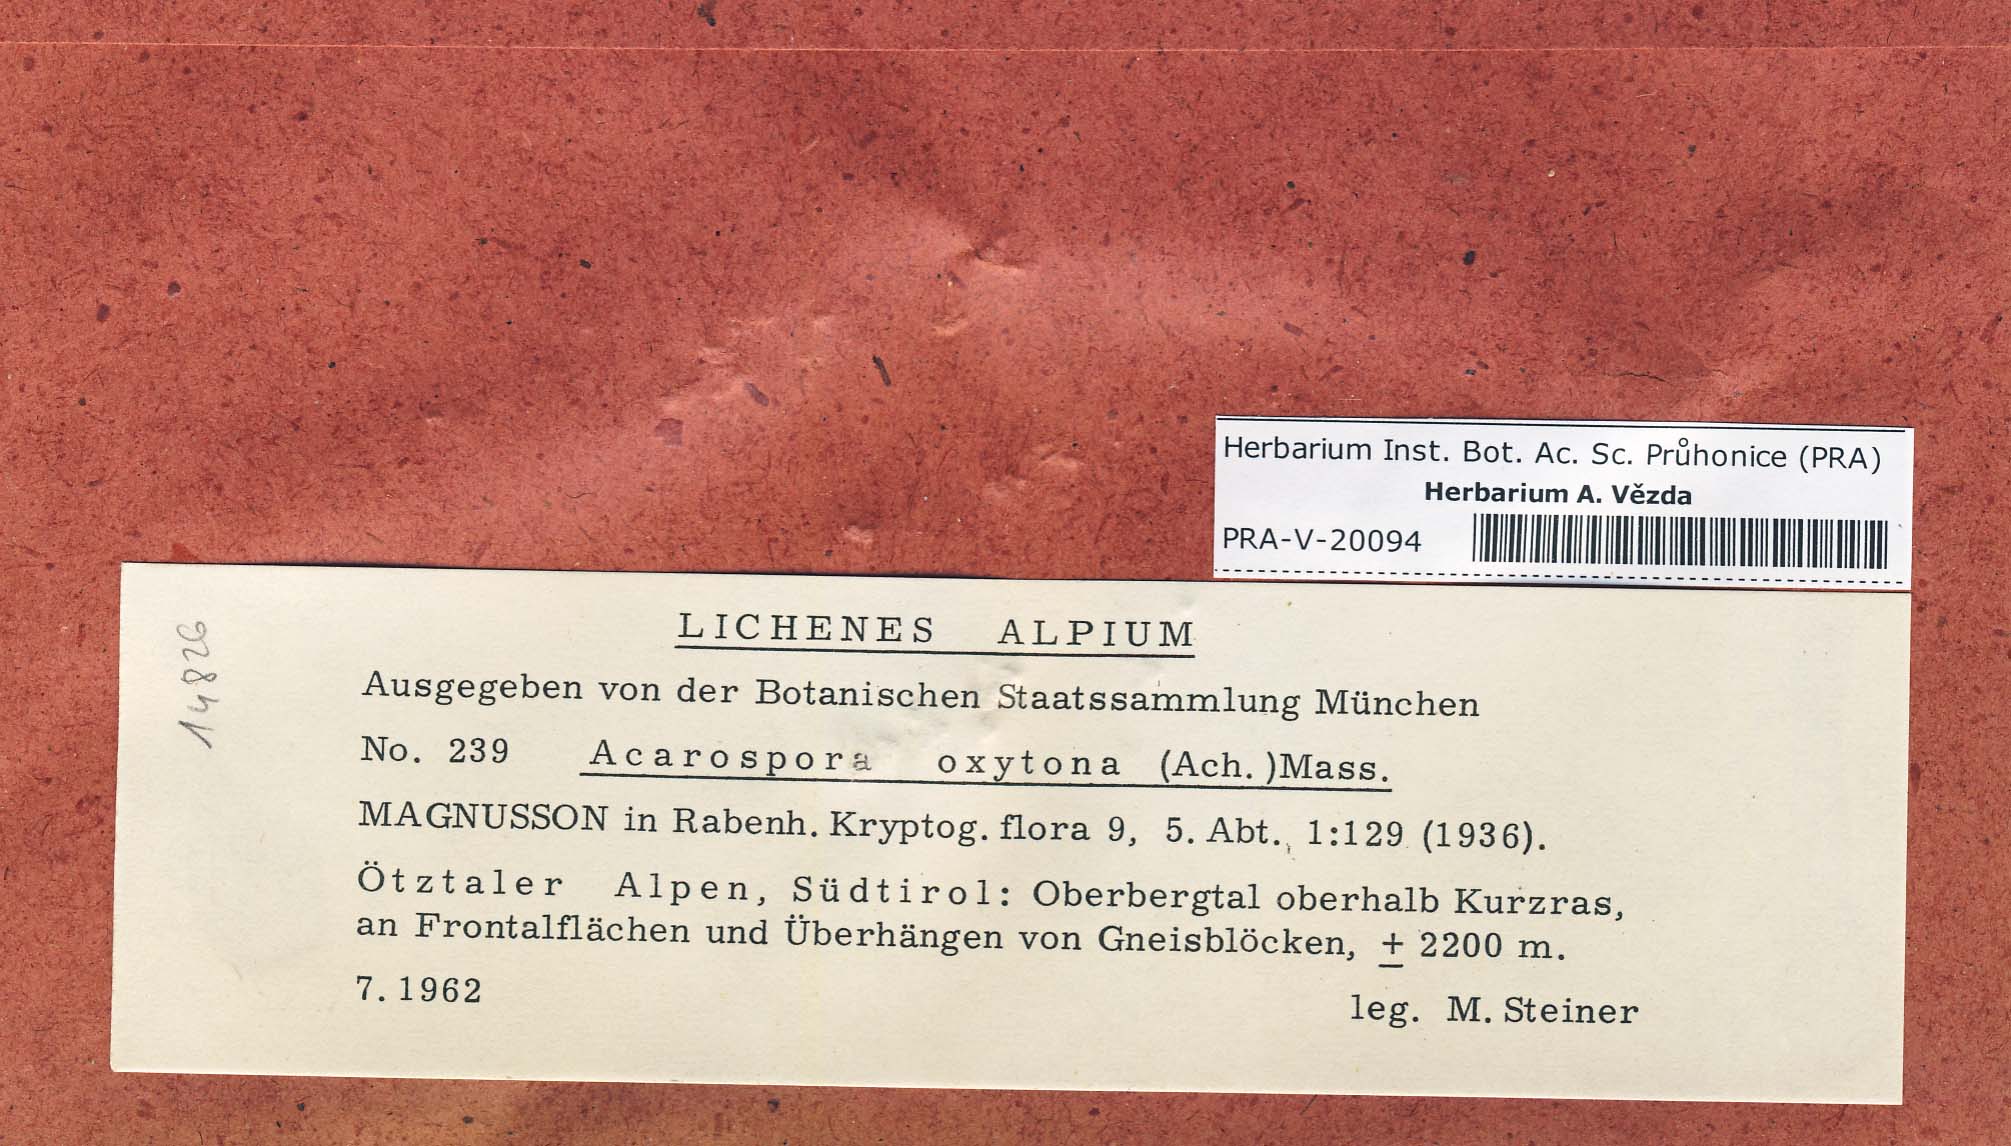 Herbarium Inst. Bot. Ac. Sc. Průhonice (PRA)
Herbarium A. Vězda
PRA-V-20094
14826
LICHENES ALPIUM
Ausgegeben von der Botanischen Staatssammlung München
No. 239 Acarospora oxytona (Ach.)Mass.
MAGNUSSON in Rabenh. Kryptog. flora 9, 5. Abt., 1:129 (1936).
Ötztaler Alpen, Südtirol: Oberbergtal oberhalb Kurzras,
an Frontalflächen und Überhängen von Gneisblöcken, ± 2200 m.
7. 1962 leg. M. Steiner